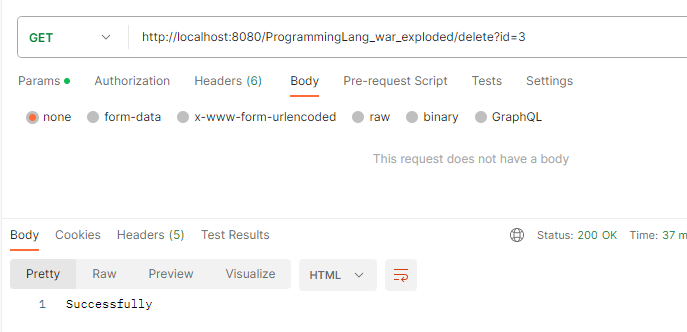 GET http://localhost:8080/ProgrammingLang_war_exploded/delete?id=3
Params Authorization Headers (6) Body Pre-request Script Tests Settings
none form-data x-www-form-urlencoded raw binary GraphQL
This request does not have a body
Body Cookies Headers (5) Test Results Status: 200 OK Time: 37 m
Pretty Raw Preview Visualize HTML
1 Successfully